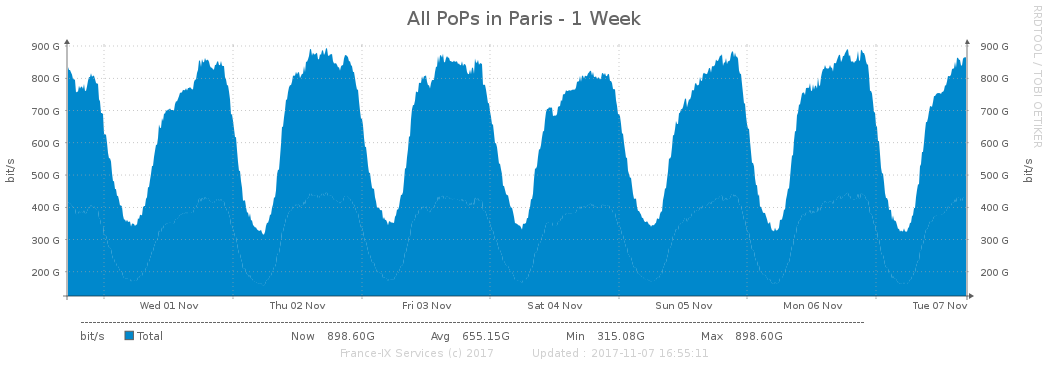 All PoPs in Paris - 1 Week
RRDTOOL / TOBI OETIKER
bit/s
bit/s
900 G 900 G
800 G 800 G
700 G 700 G
600 G 600 G
500 G 500 G
400 G 400 G
300 G 300 G
200 G 200 G
Wed 01 Nov Thu 02 Nov Fri 03 Nov Sat 04 Nov Sun 05 Nov Mon 06 Nov Tue 07 Nov
bit/s Total Now 898.60G Avg 655.15G Min 315.08G Max 898.60G
France-IX Services (c) 2017 Updated : 2017-11-07 16:55:11